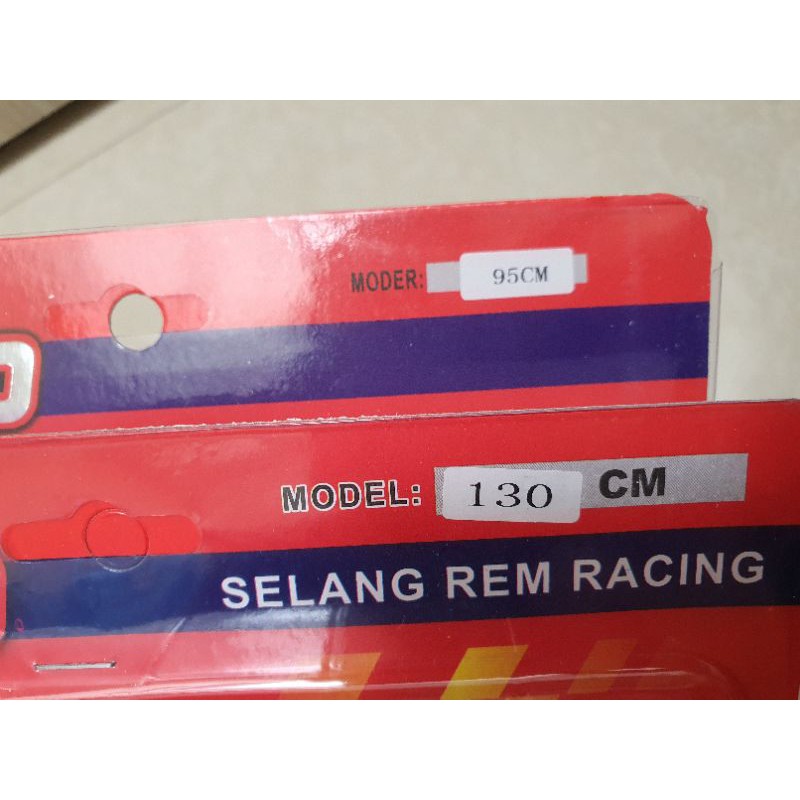 MODER: 95CM
MODEL: 130 CM
SELANG REM RACING